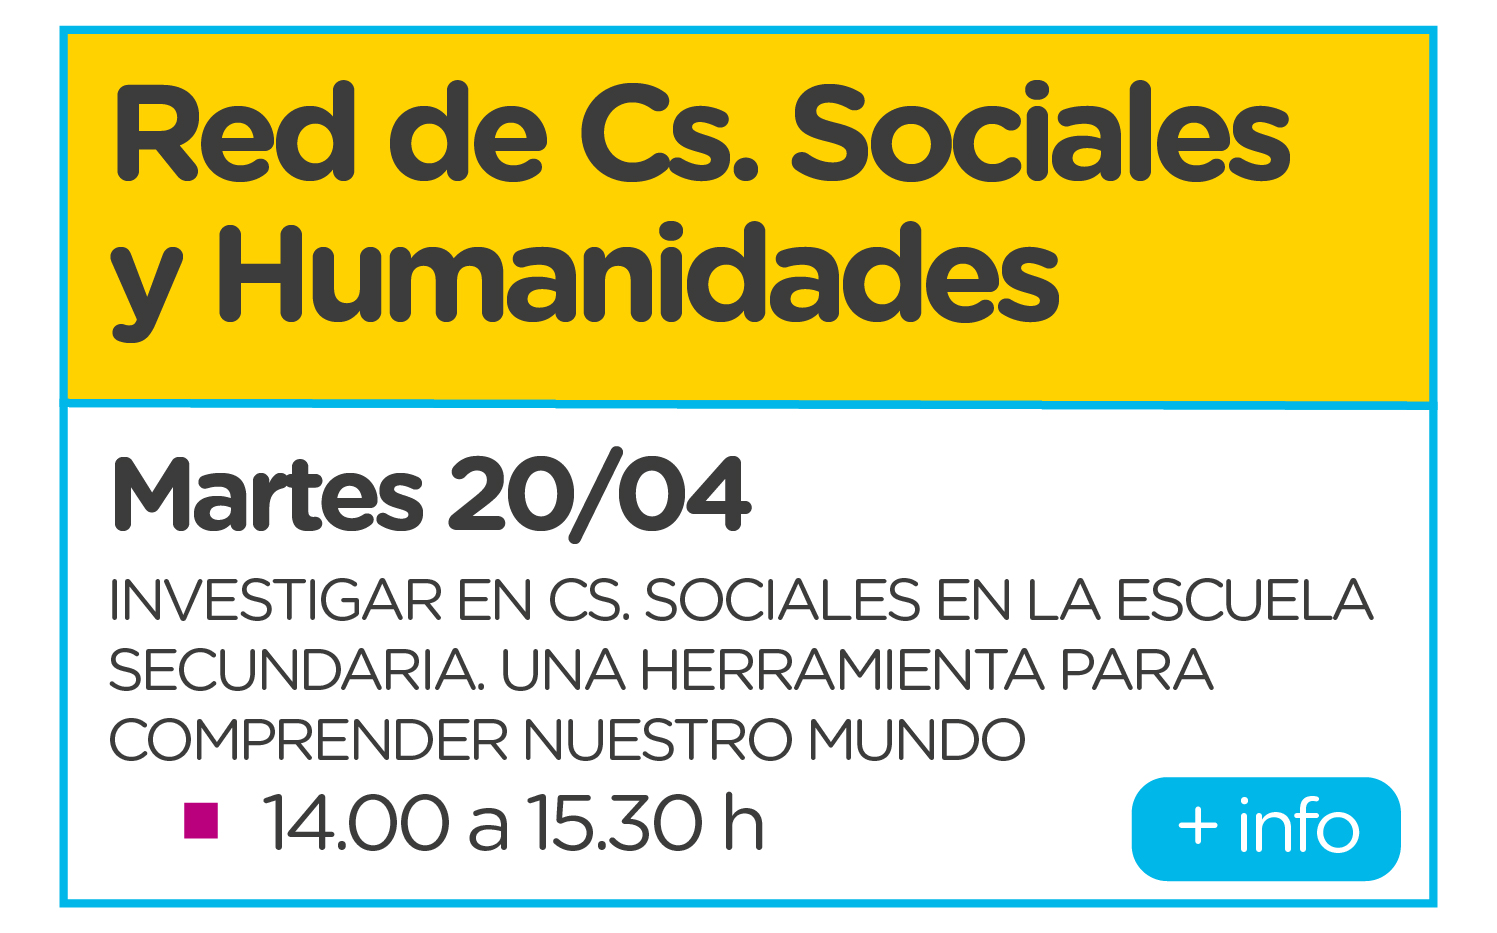 Red de Cs. Sociales
y Humanidades
Martes 20/04
INVESTIGAR EN CS. SOCIALES EN LA ESCUELA
SECUNDARIA. UNA HERRAMIENTA PARA
COMPRENDER NUESTRO MUNDO
14.00 a 15.30 h
+ info